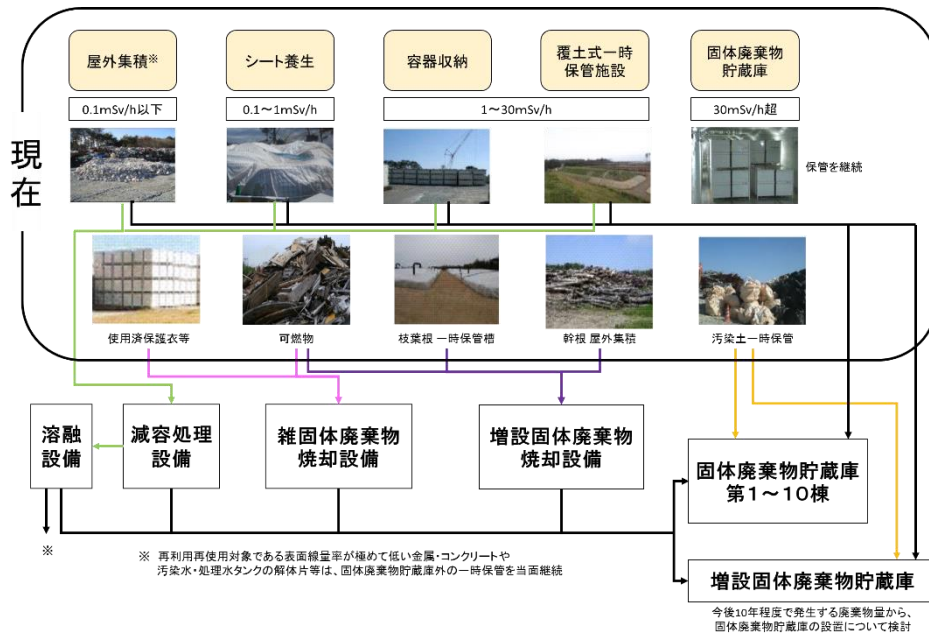 現在
屋外集積※
シート養生
容器収納
覆土式一時
保管施設
固体廃棄物
貯蔵庫
0.1mSv/h以下
0.1～1mSv/h
1～30mSv/h
30mSv/h超
保管を継続
使用済保護衣等
可燃物
枝葉根 一時保管槽
幹根 屋外集積
汚染土一時保管
溶融
設備
減容処理
設備
雑固体廃棄物
焼却設備
増設固体廃棄物
焼却設備
固体廃棄物貯蔵庫
第1～10棟
※
※ 再利用再使用対象である表面線量率が極めて低い金属・コンクリートや
汚染水・処理水タンクの解体片等は、固体廃棄物貯蔵庫外の一時保管を当面継続
増設固体廃棄物貯蔵庫
今後10年程度で発生する廃棄物量から、
固体廃棄物貯蔵庫の設置について検討